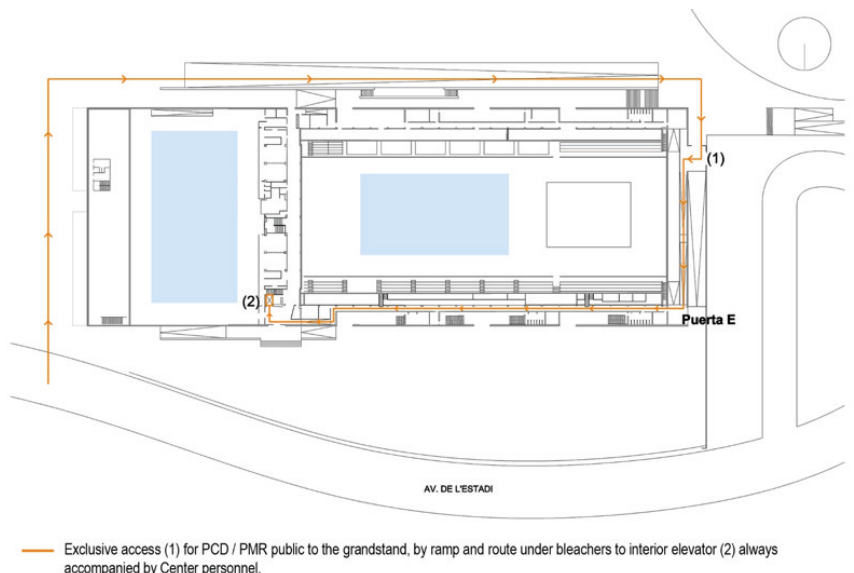 (1)
(2)
Puerta E
AV. DE L'ESTADI
Exclusive access (1) for PCD / PMR public to the grandstand, by ramp and route under bleachers to interior elevator (2) always
accompanied by Center personnel.